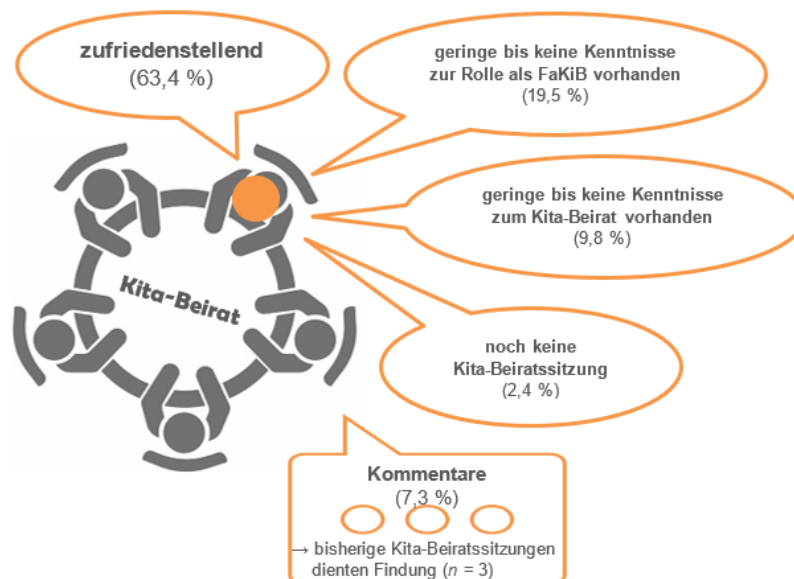 zufriedenstellend
(63,4 %)
geringe bis keine Kenntnisse
zur Rolle als FaKiB vorhanden
(19,5 %)
geringe bis keine Kenntnisse
zum Kita-Beirat vorhanden
(9,8 %)
Kita-Beirat
noch keine
Kita-Beiratssitzung
(2,4 %)
Kommentare
(7,3 %)
→ bisherige Kita-Beiratssitzungen
dienten Findung (n = 3)